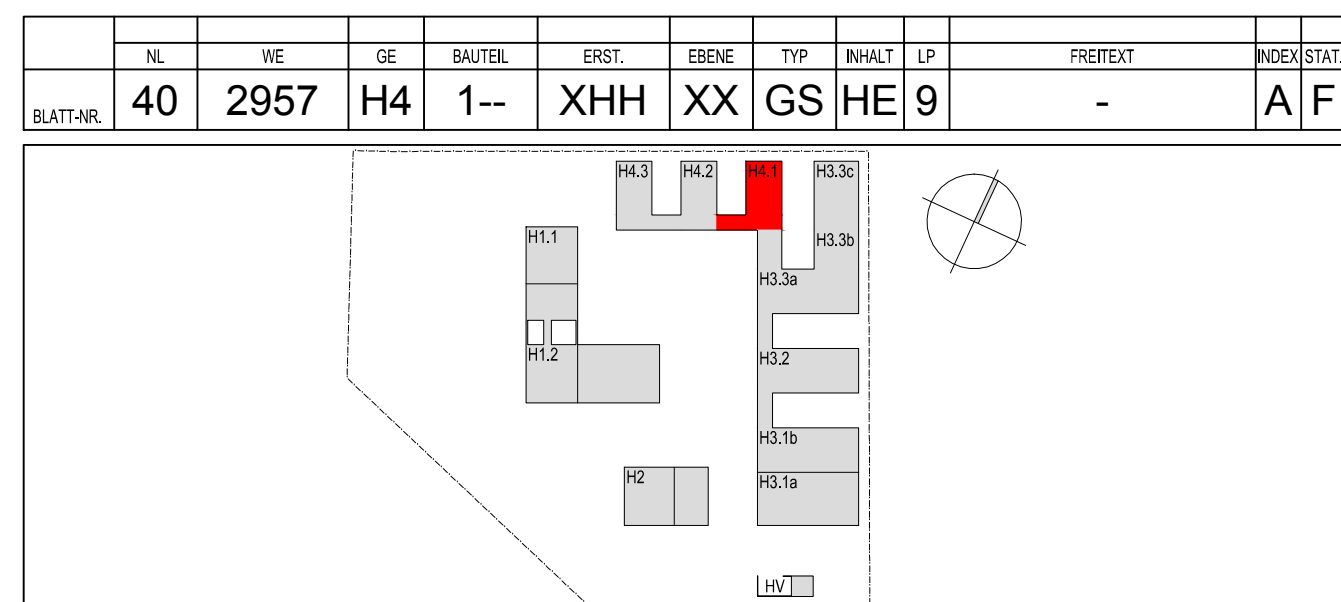 NL WE GE BAUTEIL ERST. EBENE TYP INHALT LP FREITEXT INDEX STAT.
BLATT-NR. 40 2957 H4 1-- XHH XX GS HE 9 - A F
H4.3 H4.2 H4.1 H3.3c
H1.1 H3.3b
H3.3a
H1.2 H3.2
H3.1b
H2 H3.1a
HV